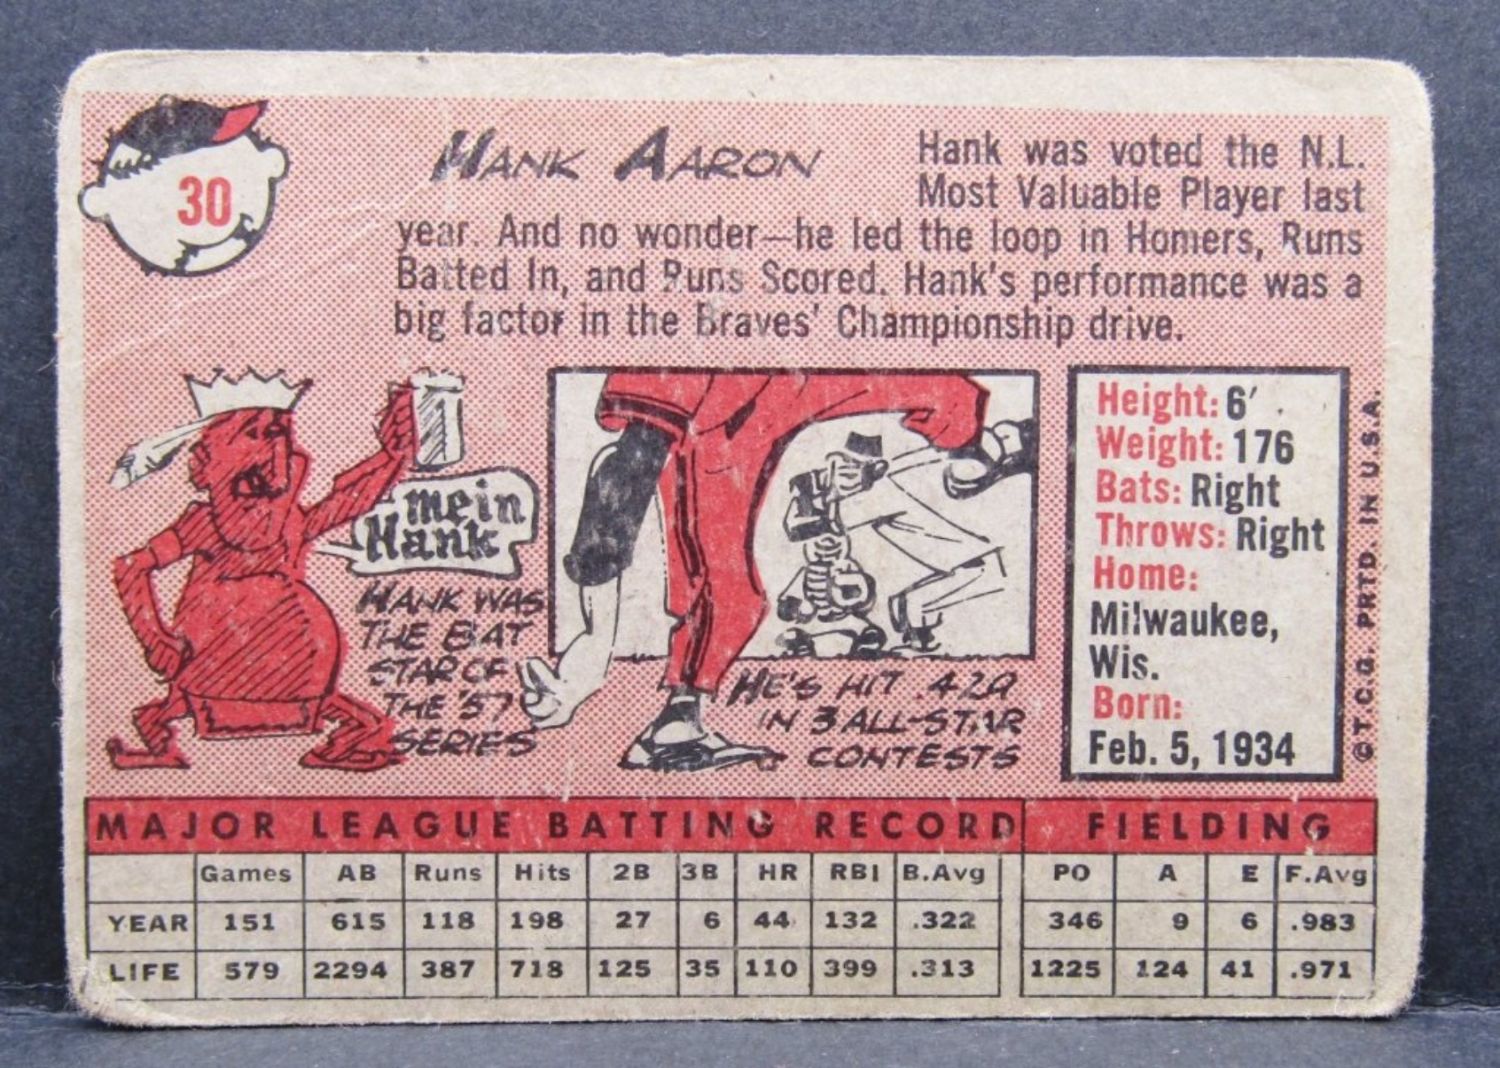 30
HANK AARON
Hank was voted the N.L.
Most Valuable Player last
year. And no wonder—he led the loop in Homers, Runs
Batted In, and Runs Scored. Hank's performance was a
big factor in the Braves' Championship drive.
mein
Hank
HANK WAS
THE BAT
STAR OF
THE '57
SERIES
HE'S HIT .429
IN 3 ALL-STAR
CONTESTS
Height: 6'
Weight: 176
Bats: Right
Throws: Right
Home:
Milwaukee,
Wis.
Born:
Feb. 5, 1934
©T.C.G. PRTD. IN U.S.A.
MAJOR LEAGUE BATTING RECORD FIELDING
Games AB Runs Hits 2B 3B HR RBI B.Avg PO A E F.Avg
YEAR 151 615 118 198 27 6 44 132 .322 346 9 6 .983
LIFE 579 2294 387 718 125 35 110 399 .313 1225 124 41 .971